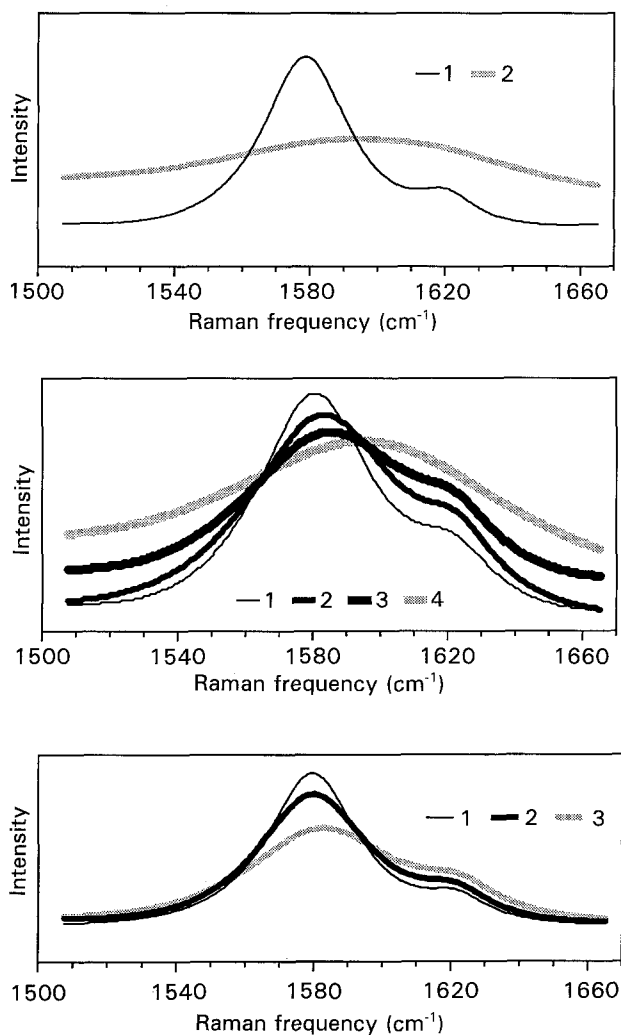 Intensity
1 2
1500 1540 1580 1620 1660
Raman frequency (cm-1)
Intensity
1 2 3 4
1500 1540 1580 1620 1660
Raman frequency (cm-1)
Intensity
1 2 3
1500 1540 1580 1620 1660
Raman frequency (cm-1)